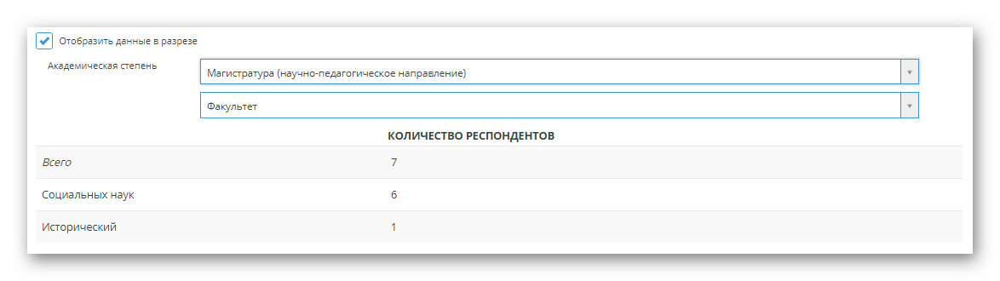 Отобразить данные в разрезе
Академическая степень
Магистратура (научно-педагогическое направление)
Факультет
КОЛИЧЕСТВО РЕСПОНДЕНТОВ
Всего 7
Социальных наук 6
Исторический 1